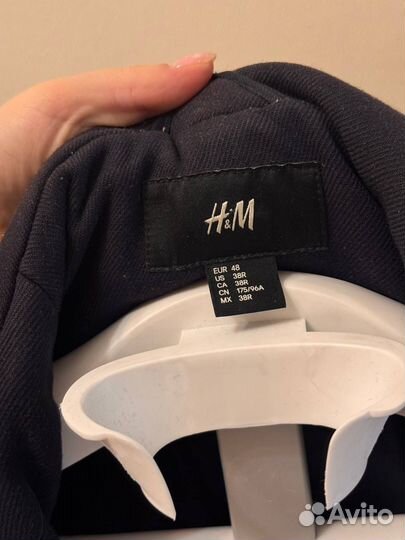 H&M
EUR 48
US 38R
CA 38R
CN 175/96A
MX 38R
Avito